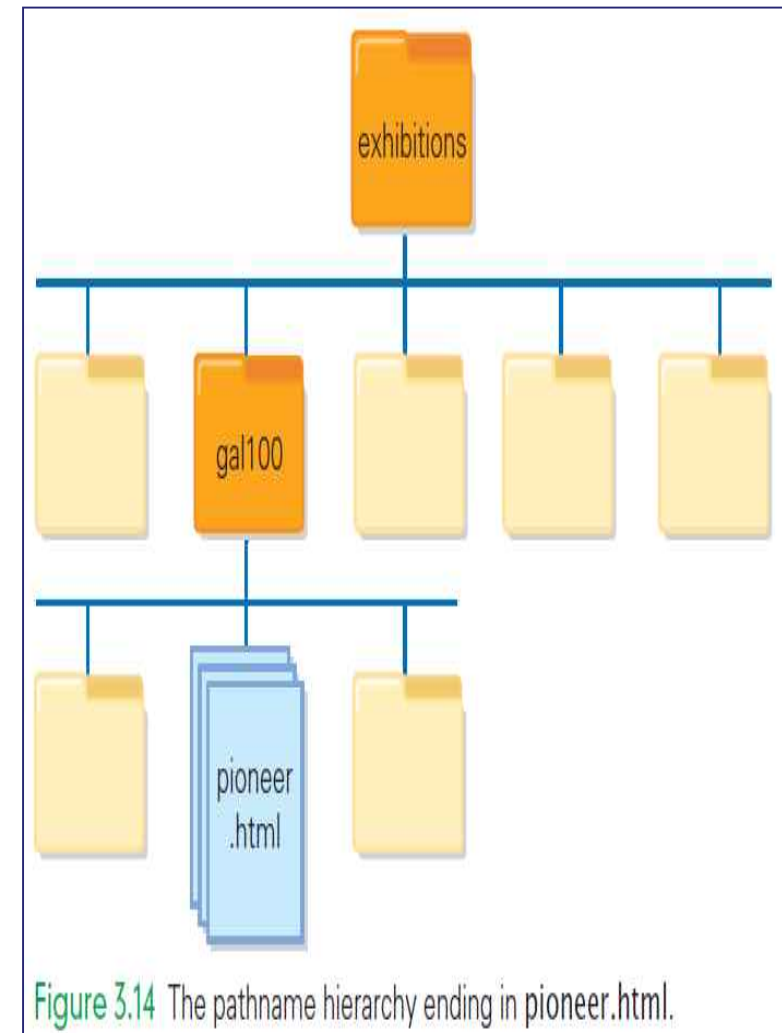 exhibitions
gal100
pioneer
.html
Figure 3.14 The pathname hierarchy ending in pioneer.html.